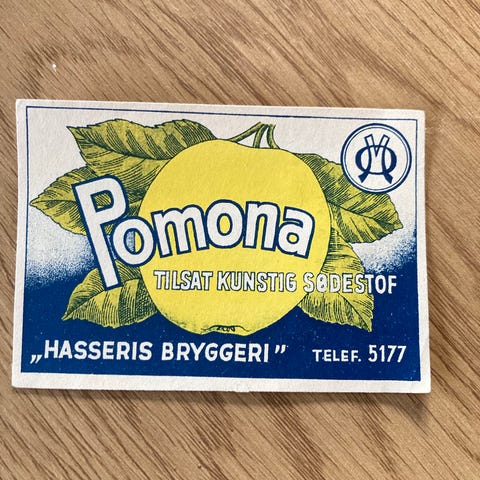 Pomona
TILSAT KUNSTIG SØDESTOF
„HASSERIS BRYGGERI" TELEF. 5177